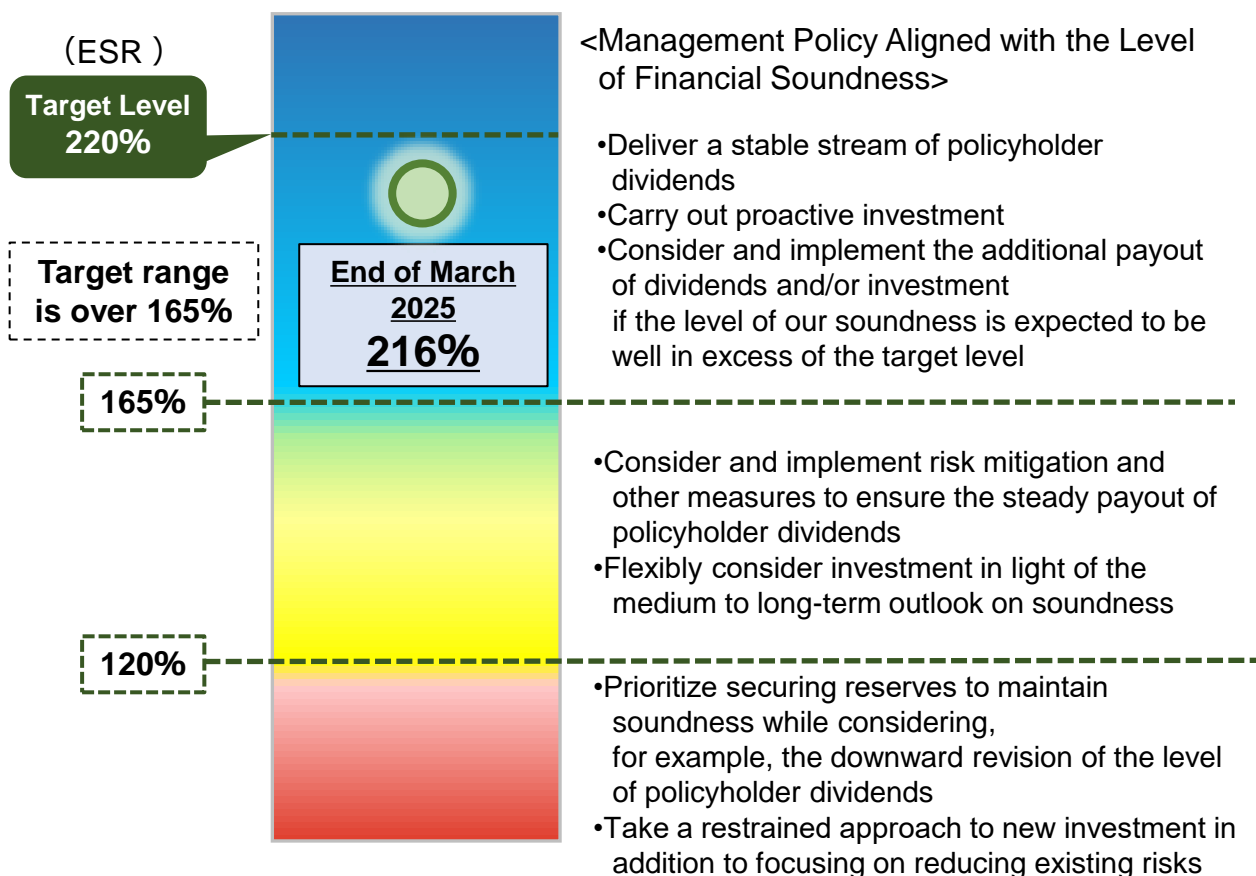 （ESR ）
Target Level
220%
Target range
is over 165%
165%
120%
End of March
2025
216%
<Management Policy Aligned with the Level
of Financial Soundness>
•Deliver a stable stream of policyholder
dividends
•Carry out proactive investment
•Consider and implement the additional payout
of dividends and/or investment
if the level of our soundness is expected to be
well in excess of the target level
•Consider and implement risk mitigation and
other measures to ensure the steady payout of
policyholder dividends
•Flexibly consider investment in light of the
medium to long-term outlook on soundness
•Prioritize securing reserves to maintain
soundness while considering,
for example, the downward revision of the level
of policyholder dividends
•Take a restrained approach to new investment in
addition to focusing on reducing existing risks